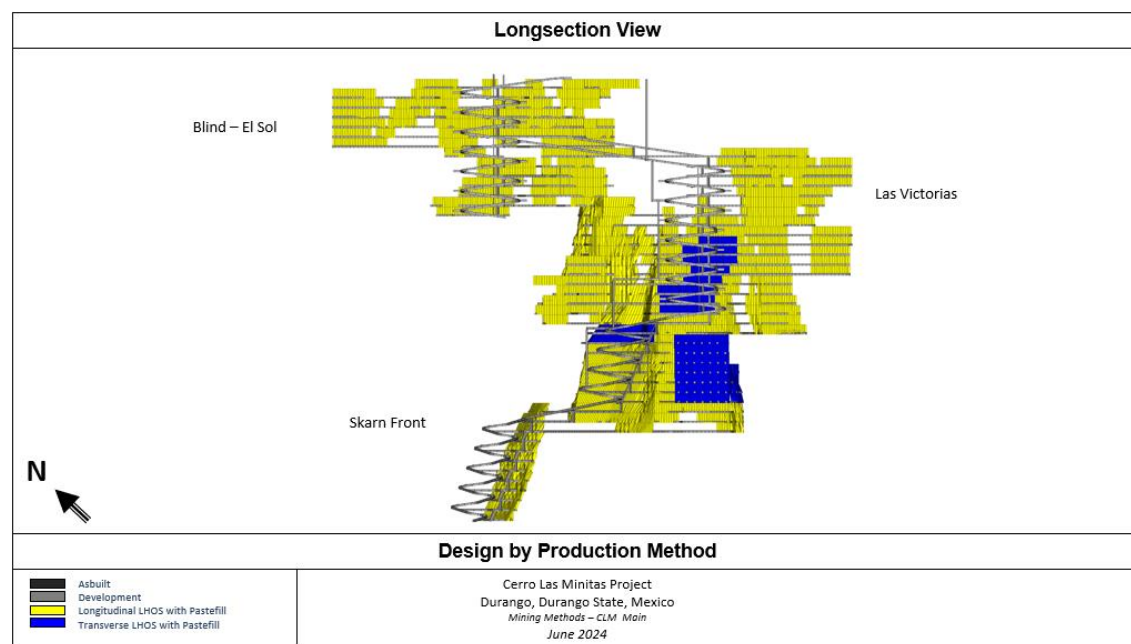 Longsection View
Blind – El Sol
Las Victorias
Skarn Front
N
Design by Production Method
Asbuilt
Development
Longitudinal LHOS with Pastefill
Transverse LHOS with Pastefill
Cerro Las Minitas Project
Durango, Durango State, Mexico
Mining Methods – CLM Main
June 2024